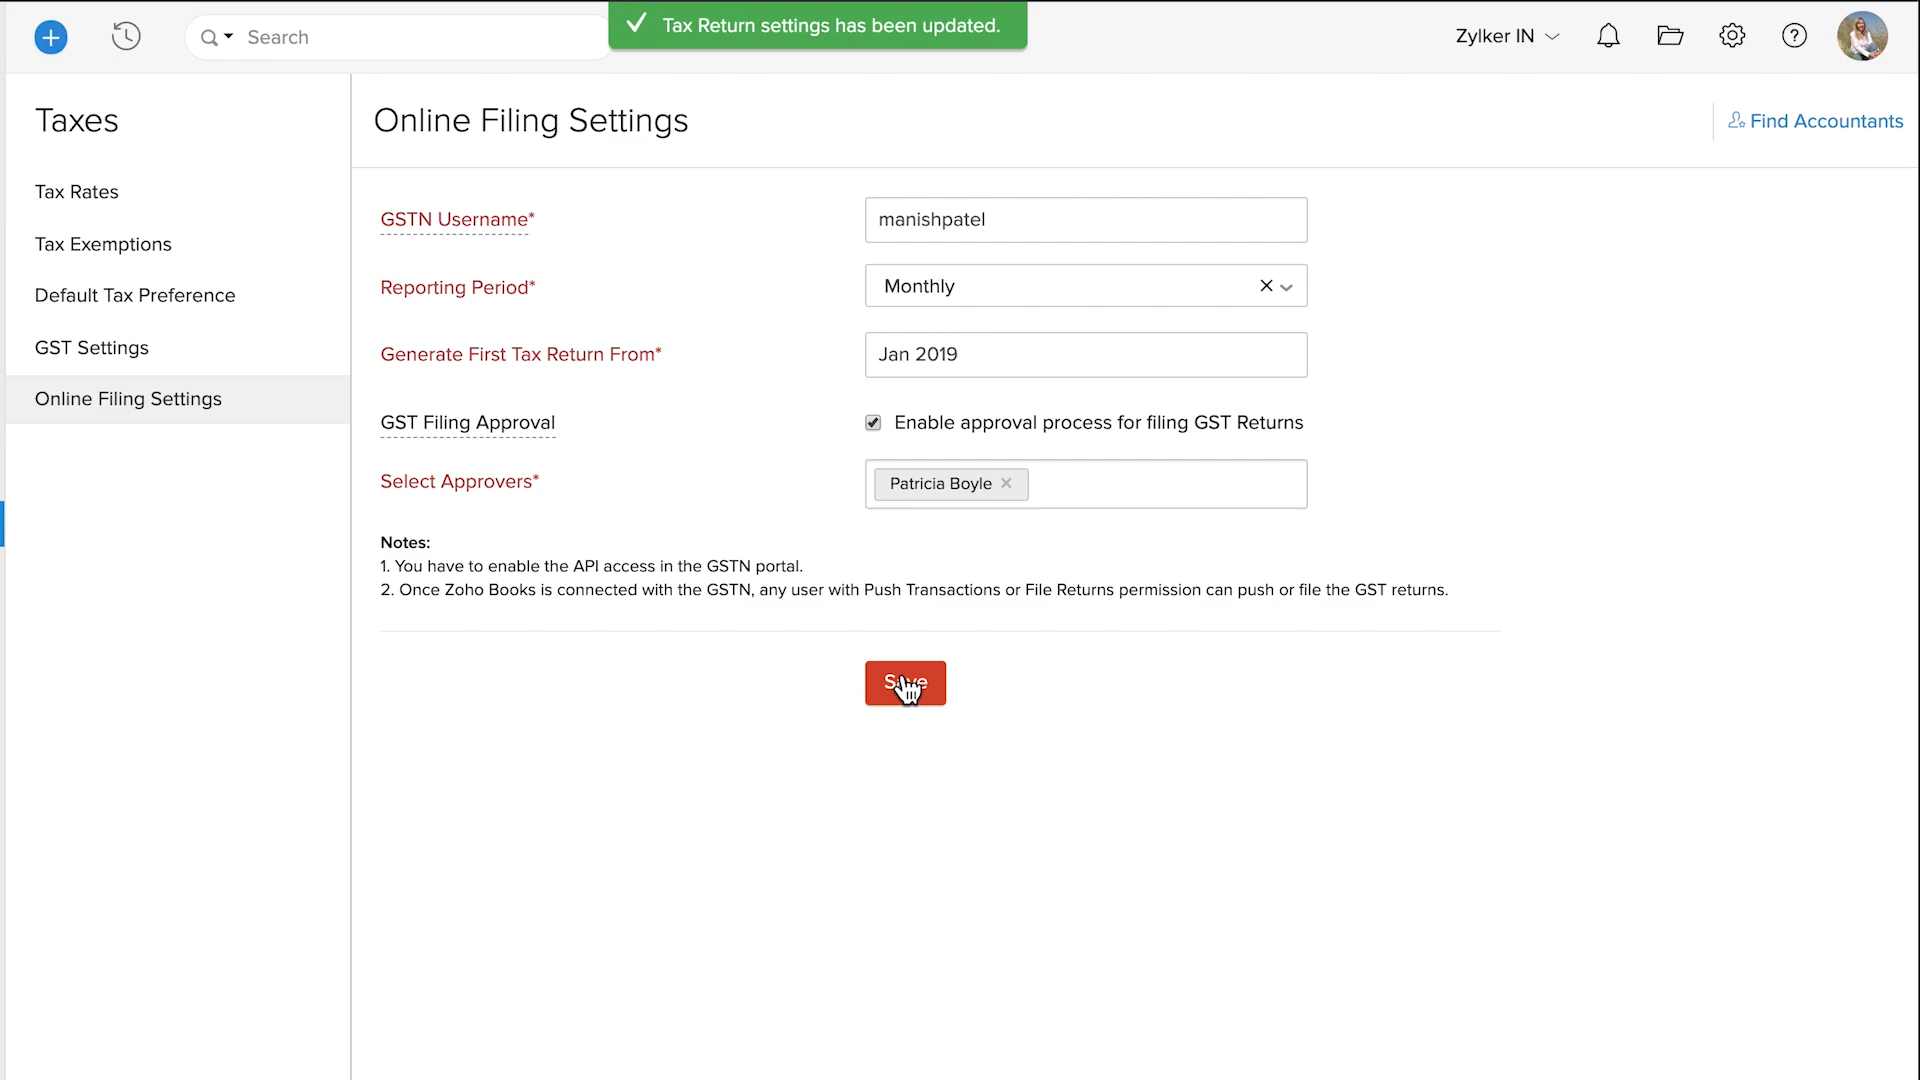 Search
Tax Return settings has been updated.
Zylker IN
Taxes
Tax Rates
Tax Exemptions
Default Tax Preference
GST Settings
Online Filing Settings
Online Filing Settings
Find Accountants
GSTN Username*
manishpatel
Reporting Period*
Monthly
Generate First Tax Return From*
Jan 2019
GST Filing Approval
Enable approval process for filing GST Returns
Select Approvers*
Patricia Boyle
Notes:
1. You have to enable the API access in the GSTN portal.
2. Once Zoho Books is connected with the GSTN, any user with Push Transactions or File Returns permission can push or file the GST returns.
Save